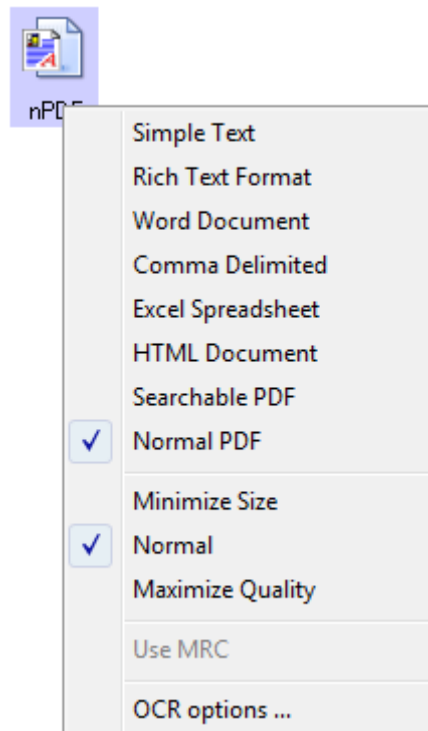 nPDF
Simple Text
Rich Text Format
Word Document
Comma Delimited
Excel Spreadsheet
HTML Document
Searchable PDF
Normal PDF
Minimize Size
Normal
Maximize Quality
Use MRC
OCR options ...